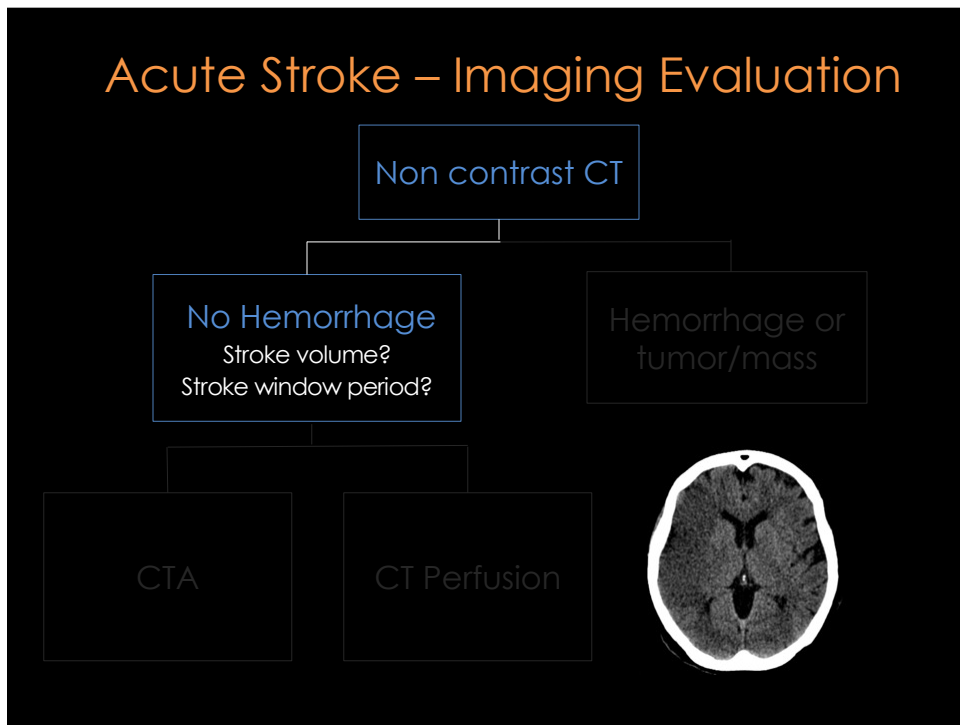 Acute Stroke – Imaging Evaluation
Non contrast CT
No Hemorrhage
Stroke volume?
Stroke window period?
Hemorrhage or
tumor/mass
CTA
CT Perfusion